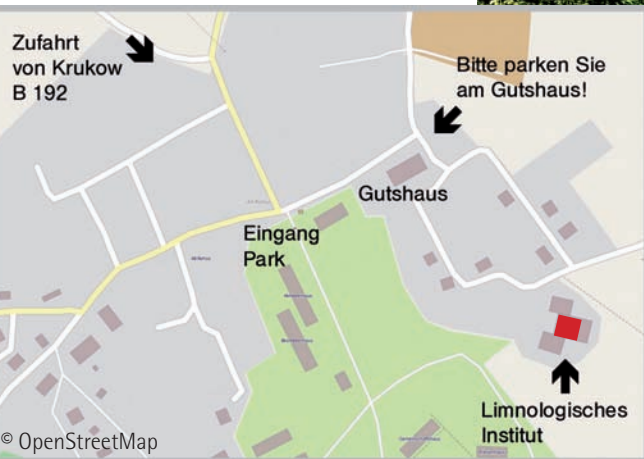 Zufahrt
von Krukow
B 192
Bitte parken Sie
am Gutshaus!
Gutshaus
Eingang
Park
Limnologisches
Institut
© OpenStreetMap